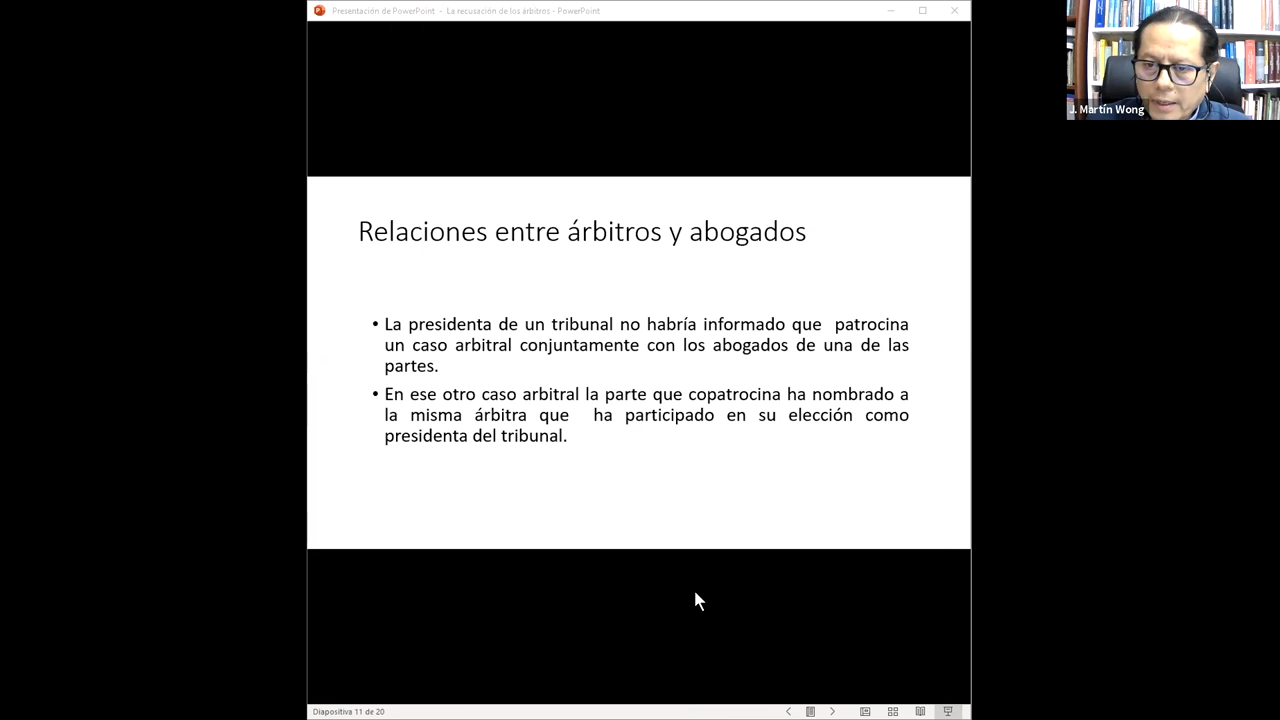 Presentación de PowerPoint - La recusación de los árbitros - PowerPoint
J. Martín Wong
Relaciones entre árbitros y abogados
• La presidenta de un tribunal no habría informado que patrocina
un caso arbitral conjuntamente con los abogados de una de las
partes.
• En ese otro caso arbitral la parte que copatrocina ha nombrado a
la misma árbitra que ha participado en su elección como
presidenta del tribunal.
Diapositiva 11 de 20